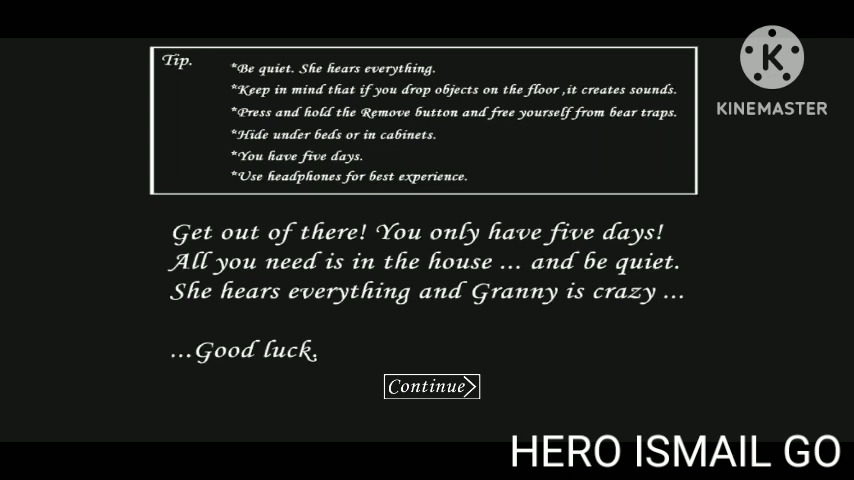 Tip.
*Be quiet. She hears everything.
*Keep in mind that if you drop objects on the floor ,it creates sounds.
*Press and hold the Remove button and free yourself from bear traps.
*Hide under beds or in cabinets.
*You have five days.
*Use headphones for best experience.
K
KINEMASTER
Get out of there! You only have five days!
All you need is in the house ... and be quiet.
She hears everything and Granny is crazy ...
...Good luck.
Continue>
HERO ISMAIL GO